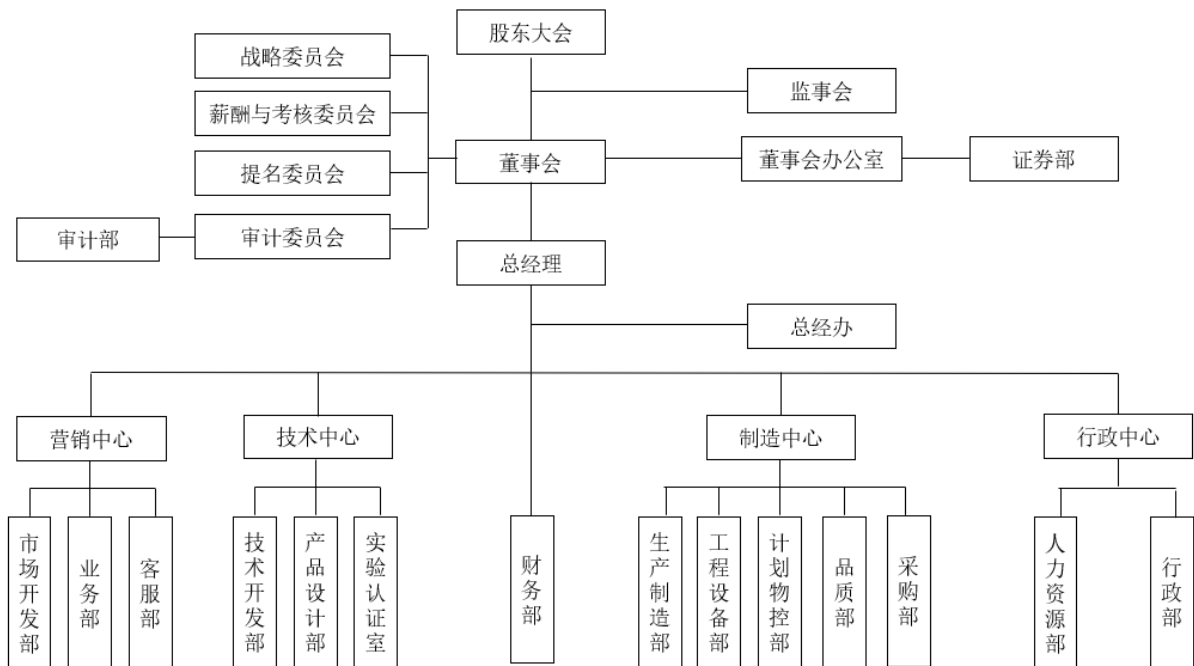 股东大会
战略委员会
监事会
薪酬与考核委员会
董事会
董事会办公室
证券部
提名委员会
审计部
审计委员会
总经理
总经办
营销中心
技术中心
制造中心
行政中心
市场开发部
业务部
客服部
技术开发部
产品设计部
实验认证室
财务部
生产制造部
工程设备部
计划物控部
品质部
采购部
人力资源部
行政部